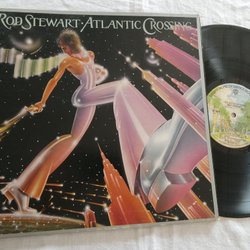 ROD STEWART • ATLANTIC CROSSING